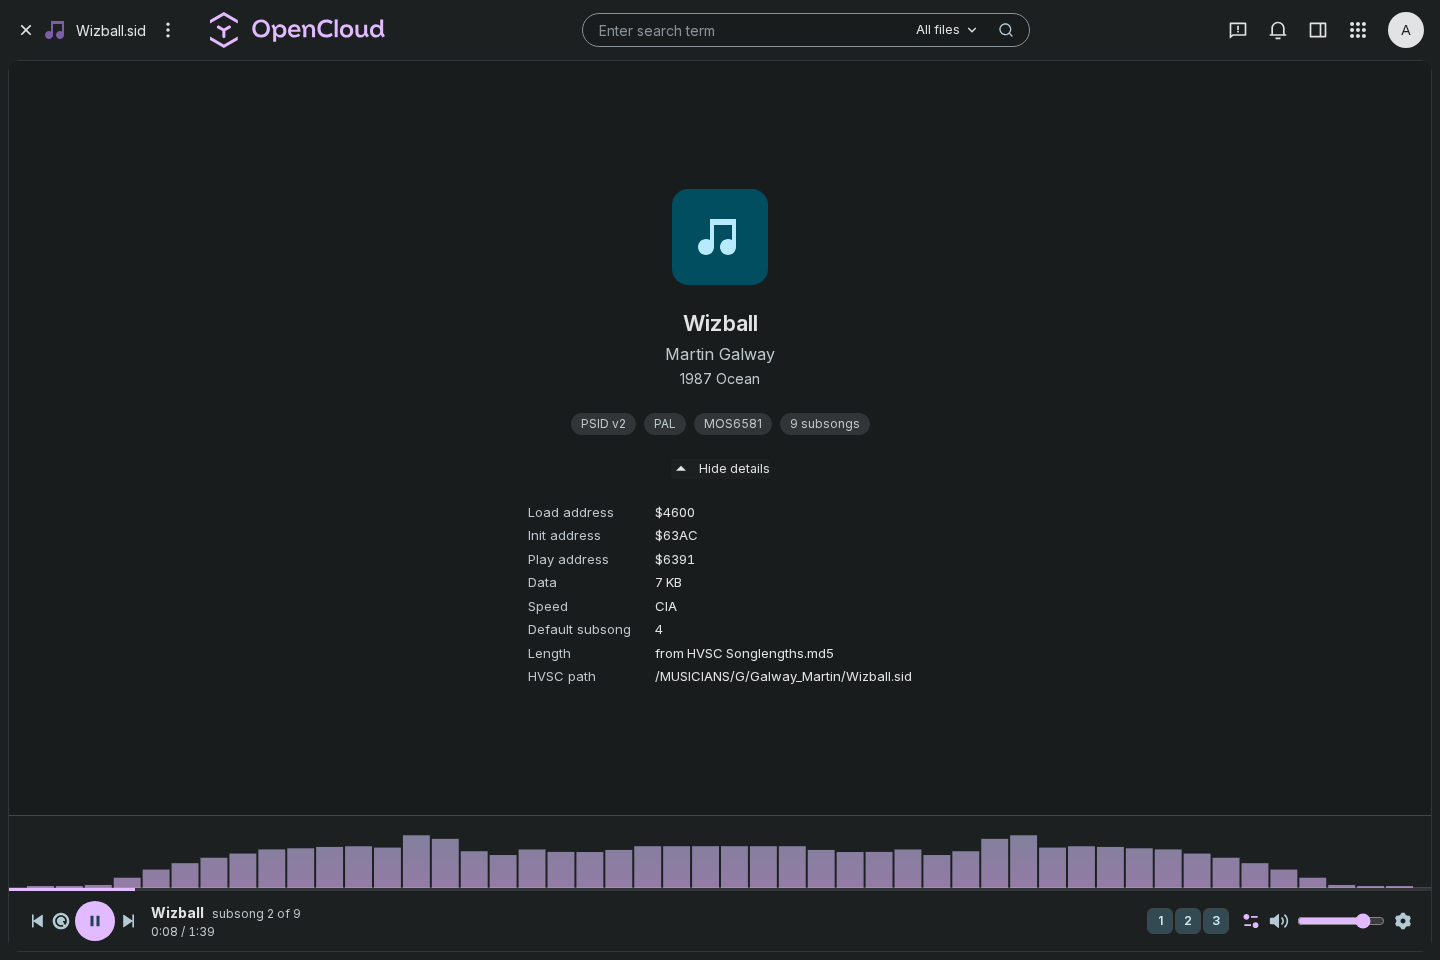 Wizball.sid
OpenCloud
Enter search term
All files
A
Wizball
Martin Galway
1987 Ocean
PSID v2 PAL MOS6581 9 subsongs
Hide details
Load address $4600
Init address $63AC
Play address $6391
Data 7 KB
Speed CIA
Default subsong 4
Length from HVSC Songlengths.md5
HVSC path /MUSICIANS/G/Galway_Martin/Wizball.sid
Wizball subsong 2 of 9
0:08 / 1:39
1 2 3